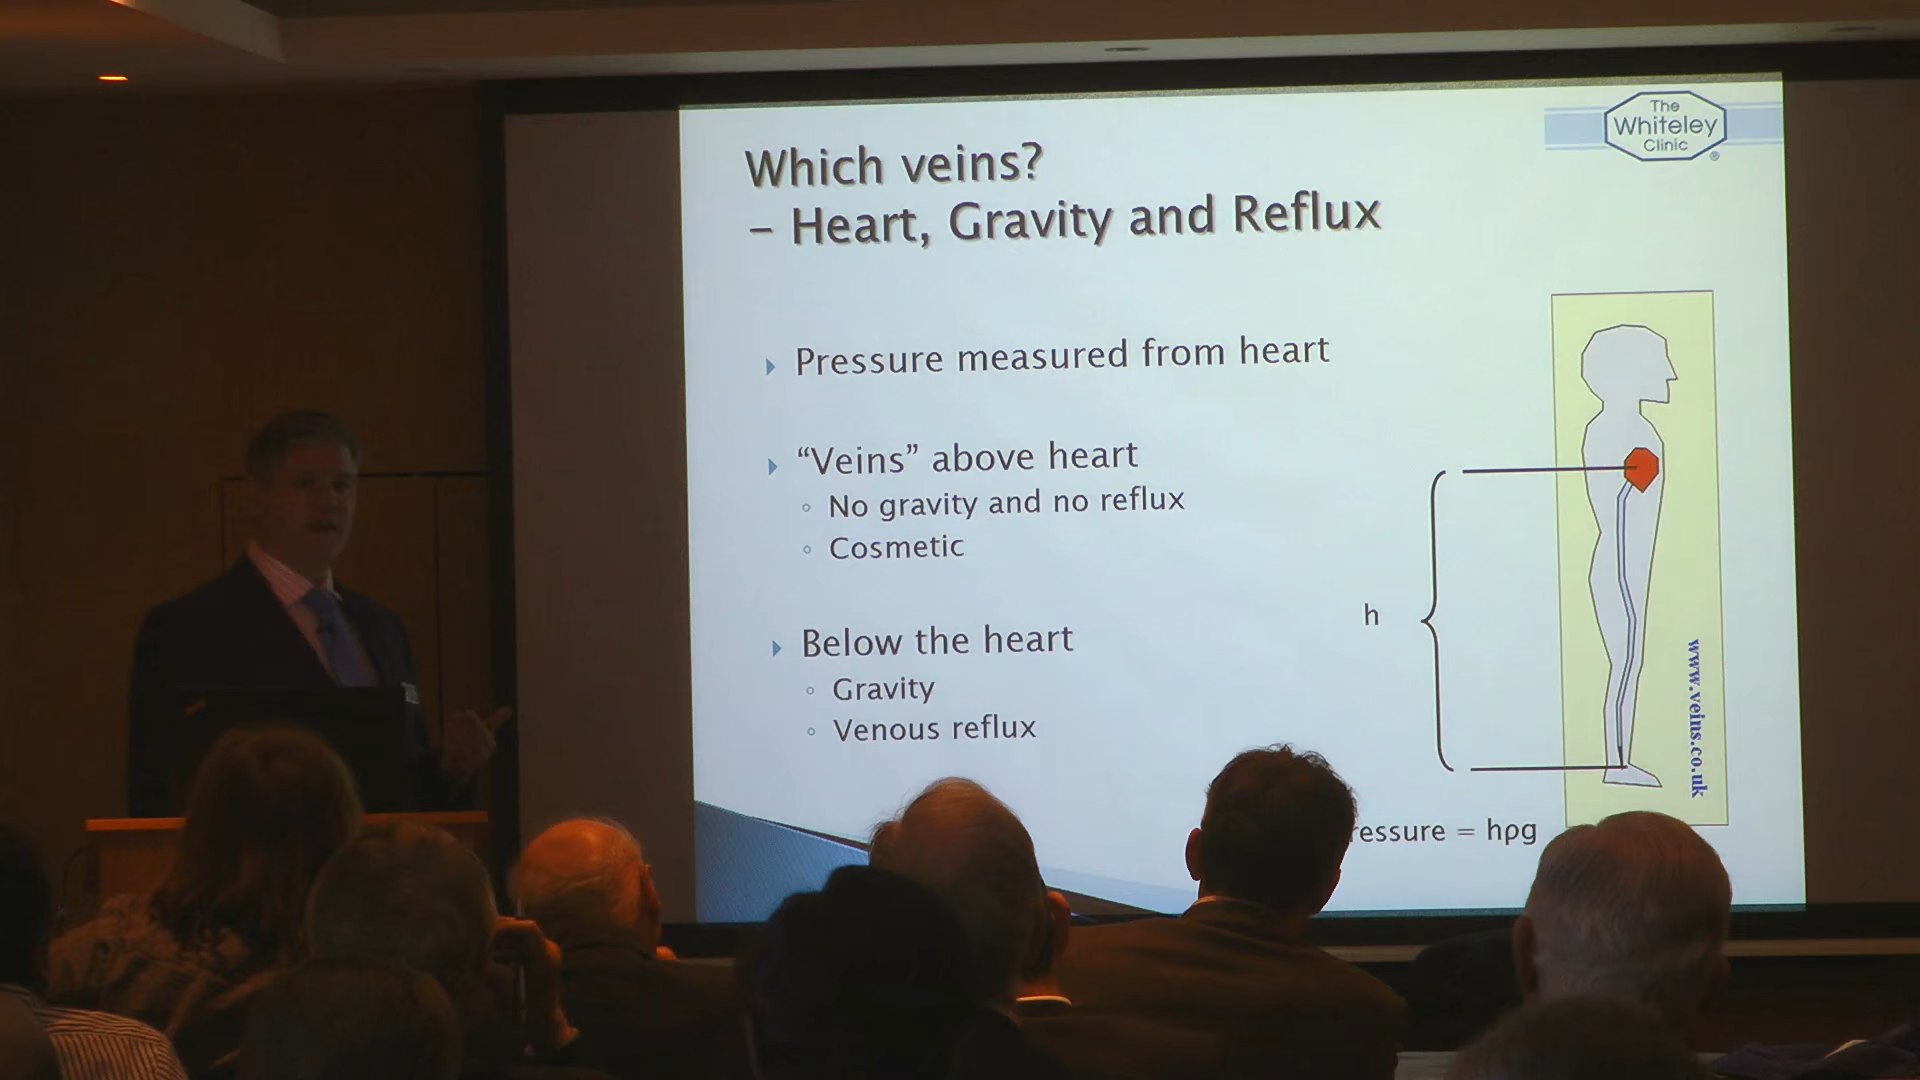 The
Whiteley
Clinic
®
Which veins?
– Heart, Gravity and Reflux
Pressure measured from heart
“Veins” above heart
No gravity and no reflux
Cosmetic
Below the heart
Gravity
Venous reflux
h
www.veins.co.uk
ressure = hρg